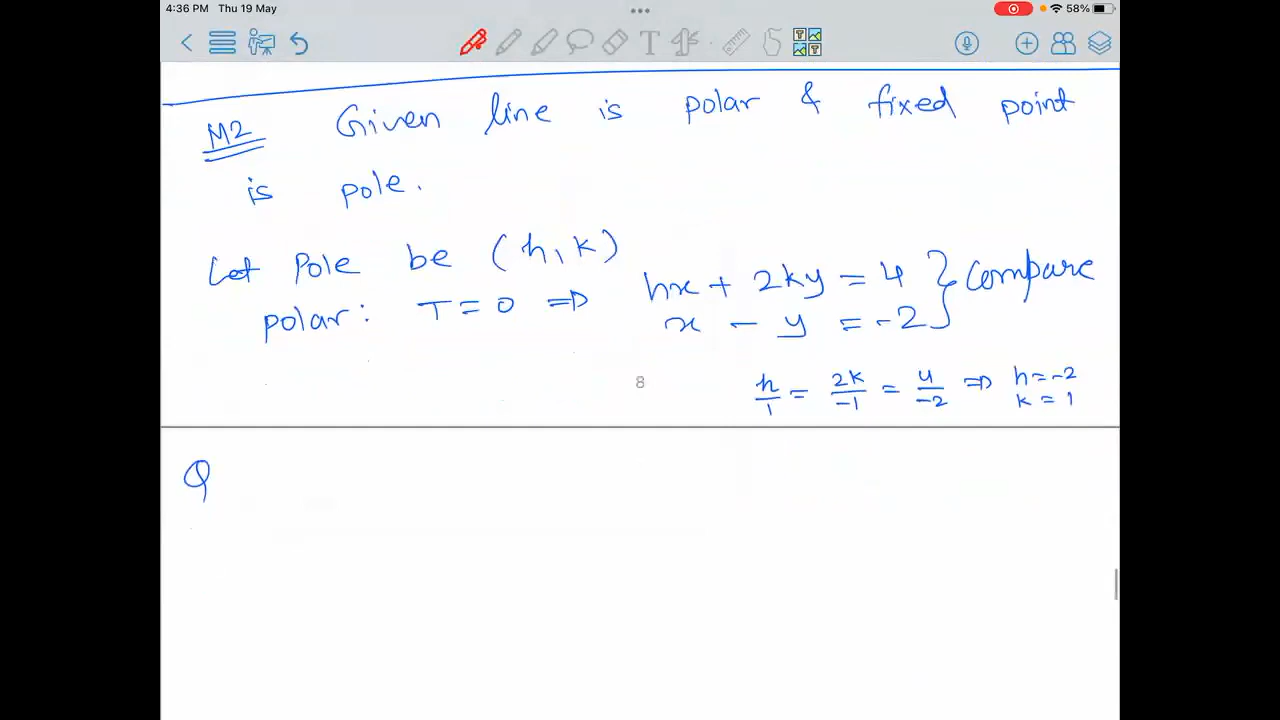 4:36 PM Thu 19 May
58%
M2 Given line is polar & fixed point
is pole.
Let Pole be (h, k)
polar: T = 0 ⇒ hx + 2ky = 4 } Compare
x - y = -2
h/1 = 2k/-1 = 4/-2 ⇒ h = -2
k = 1
8
Q